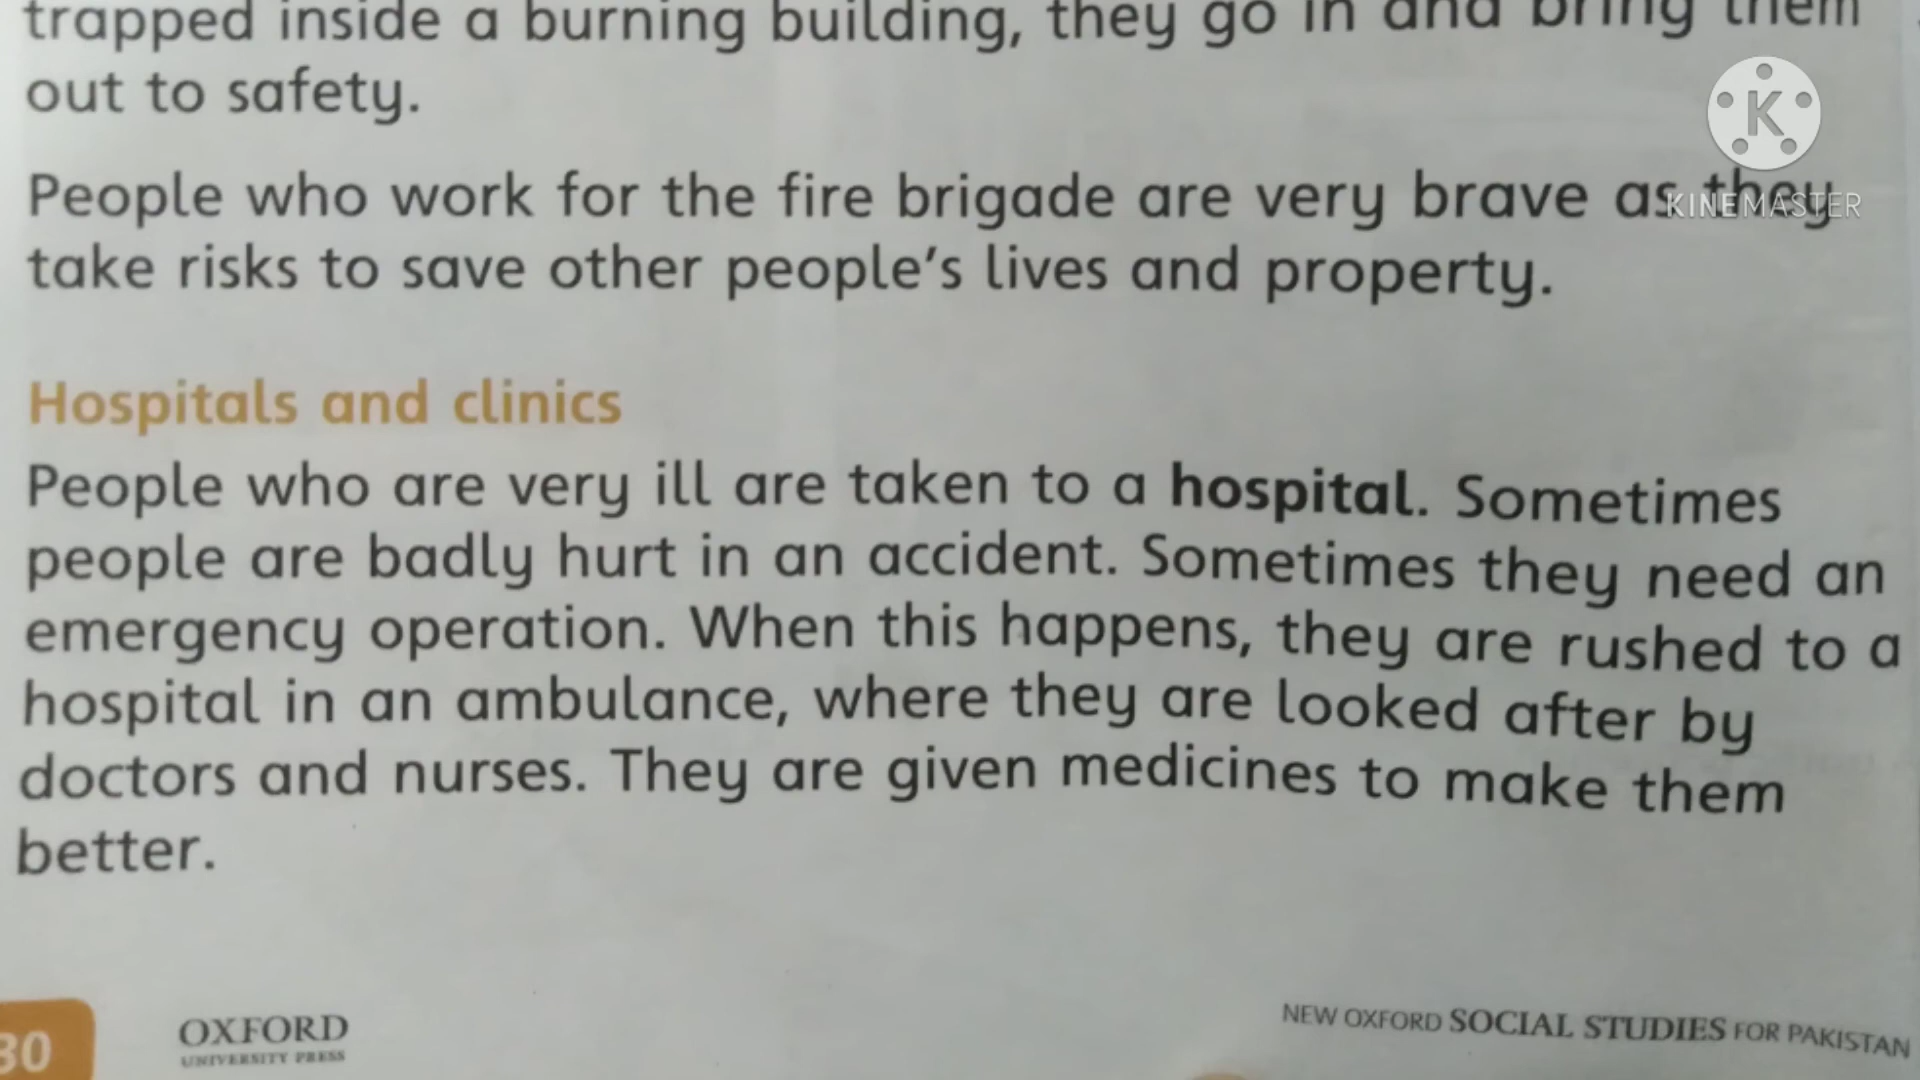 trapped inside a burning building, they go in and bring them
out to safety.
People who work for the fire brigade are very brave as they
take risks to save other people's lives and property.
Hospitals and clinics
People who are very ill are taken to a hospital. Sometimes
people are badly hurt in an accident. Sometimes they need an
emergency operation. When this happens, they are rushed to a
hospital in an ambulance, where they are looked after by
doctors and nurses. They are given medicines to make them
better.
30
OXFORD
UNIVERSITY PRESS
NEW OXFORD SOCIAL STUDIES FOR PAKISTAN
K
KINEMASTER